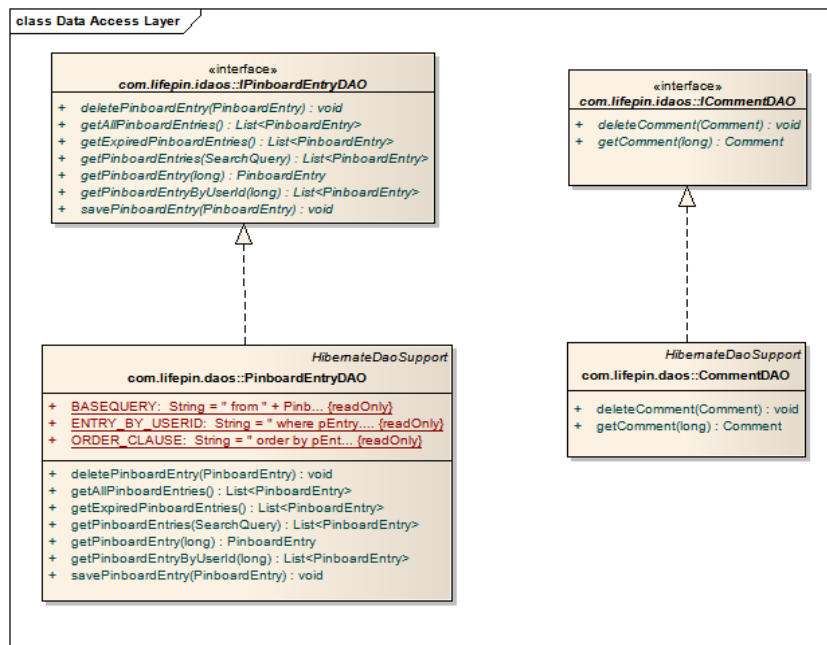 class Data Access Layer
«interface»
com.lifepin.idaos::IPinboardEntryDAO
+ deletePinboardEntry(PinboardEntry) : void
+ getAllPinboardEntries() : List<PinboardEntry>
+ getExpiredPinboardEntries() : List<PinboardEntry>
+ getPinboardEntries(SearchQuery) : List<PinboardEntry>
+ getPinboardEntry(long) : PinboardEntry
+ getPinboardEntryByUserId(long) : List<PinboardEntry>
+ savePinboardEntry(PinboardEntry) : void
«interface»
com.lifepin.idaos::ICommentDAO
+ deleteComment(Comment) : void
+ getComment(long) : Comment
HibernateDaoSupport
com.lifepin.daos::PinboardEntryDAO
+ BASEQUERY: String = " from " + Pinb... {readOnly}
+ ENTRY_BY_USERID: String = " where pEntry.... {readOnly}
+ ORDER_CLAUSE: String = " order by pEnt... {readOnly}
+ deletePinboardEntry(PinboardEntry) : void
+ getAllPinboardEntries() : List<PinboardEntry>
+ getExpiredPinboardEntries() : List<PinboardEntry>
+ getPinboardEntries(SearchQuery) : List<PinboardEntry>
+ getPinboardEntry(long) : PinboardEntry
+ getPinboardEntryByUserId(long) : List<PinboardEntry>
+ savePinboardEntry(PinboardEntry) : void
HibernateDaoSupport
com.lifepin.daos::CommentDAO
+ deleteComment(Comment) : void
+ getComment(long) : Comment